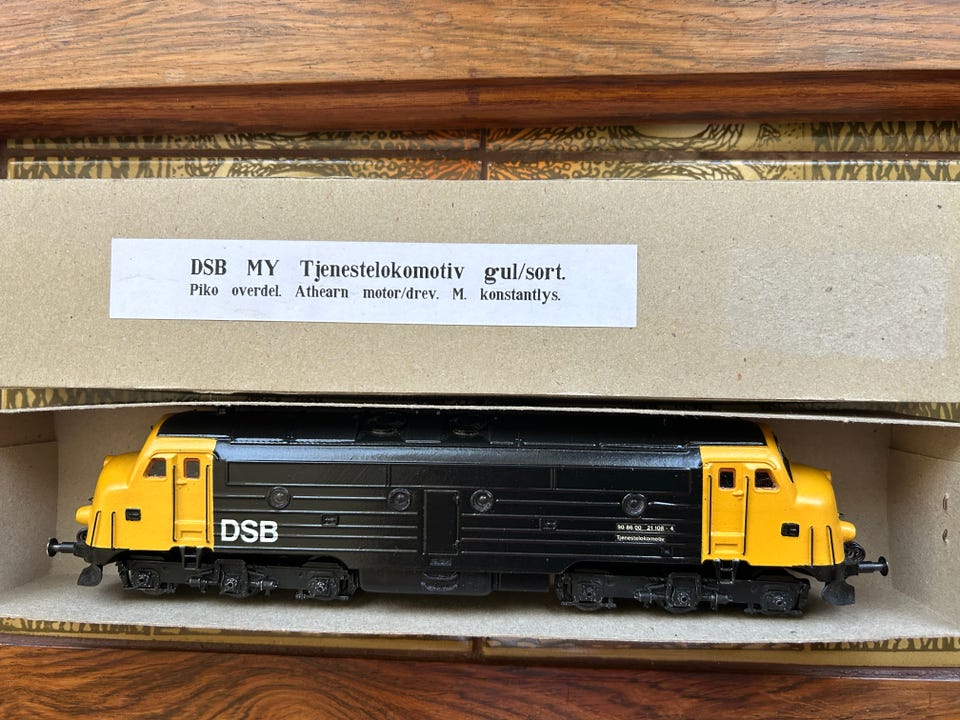 DSB MY Tjenestelokomotiv gul/sort.
Piko overdel. Athearn motor/drev. M. konstantlys.
DSB
90 86 00 21 108 - 4
Tjenestelokomotiv